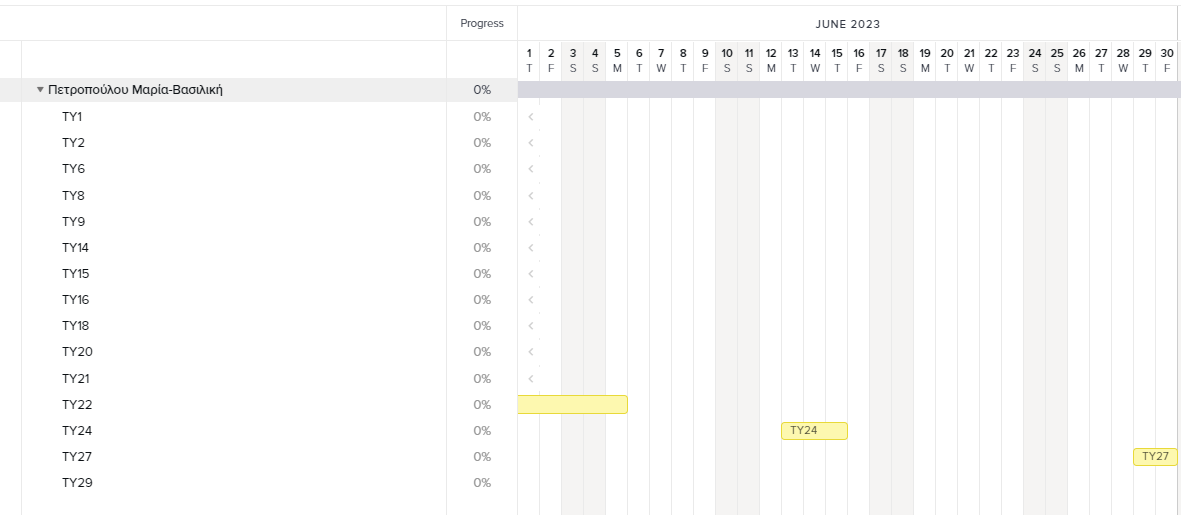 Progress JUNE 2023
1 2 3 4 5 6 7 8 9 10 11 12 13 14 15 16 17 18 19 20 21 22 23 24 25 26 27 28 29 30
T F S S M T W T F S S M T W T F S S M T W T F S S M T W T F
Πετροπούλου Μαρία-Βασιλική 0%
TY1 0%
TY2 0%
TY6 0%
TY8 0%
TY9 0%
TY14 0%
TY15 0%
TY16 0%
TY18 0%
TY20 0%
TY21 0%
TY22 0%
TY24 0% TY24
TY27 0% TY27
TY29 0%